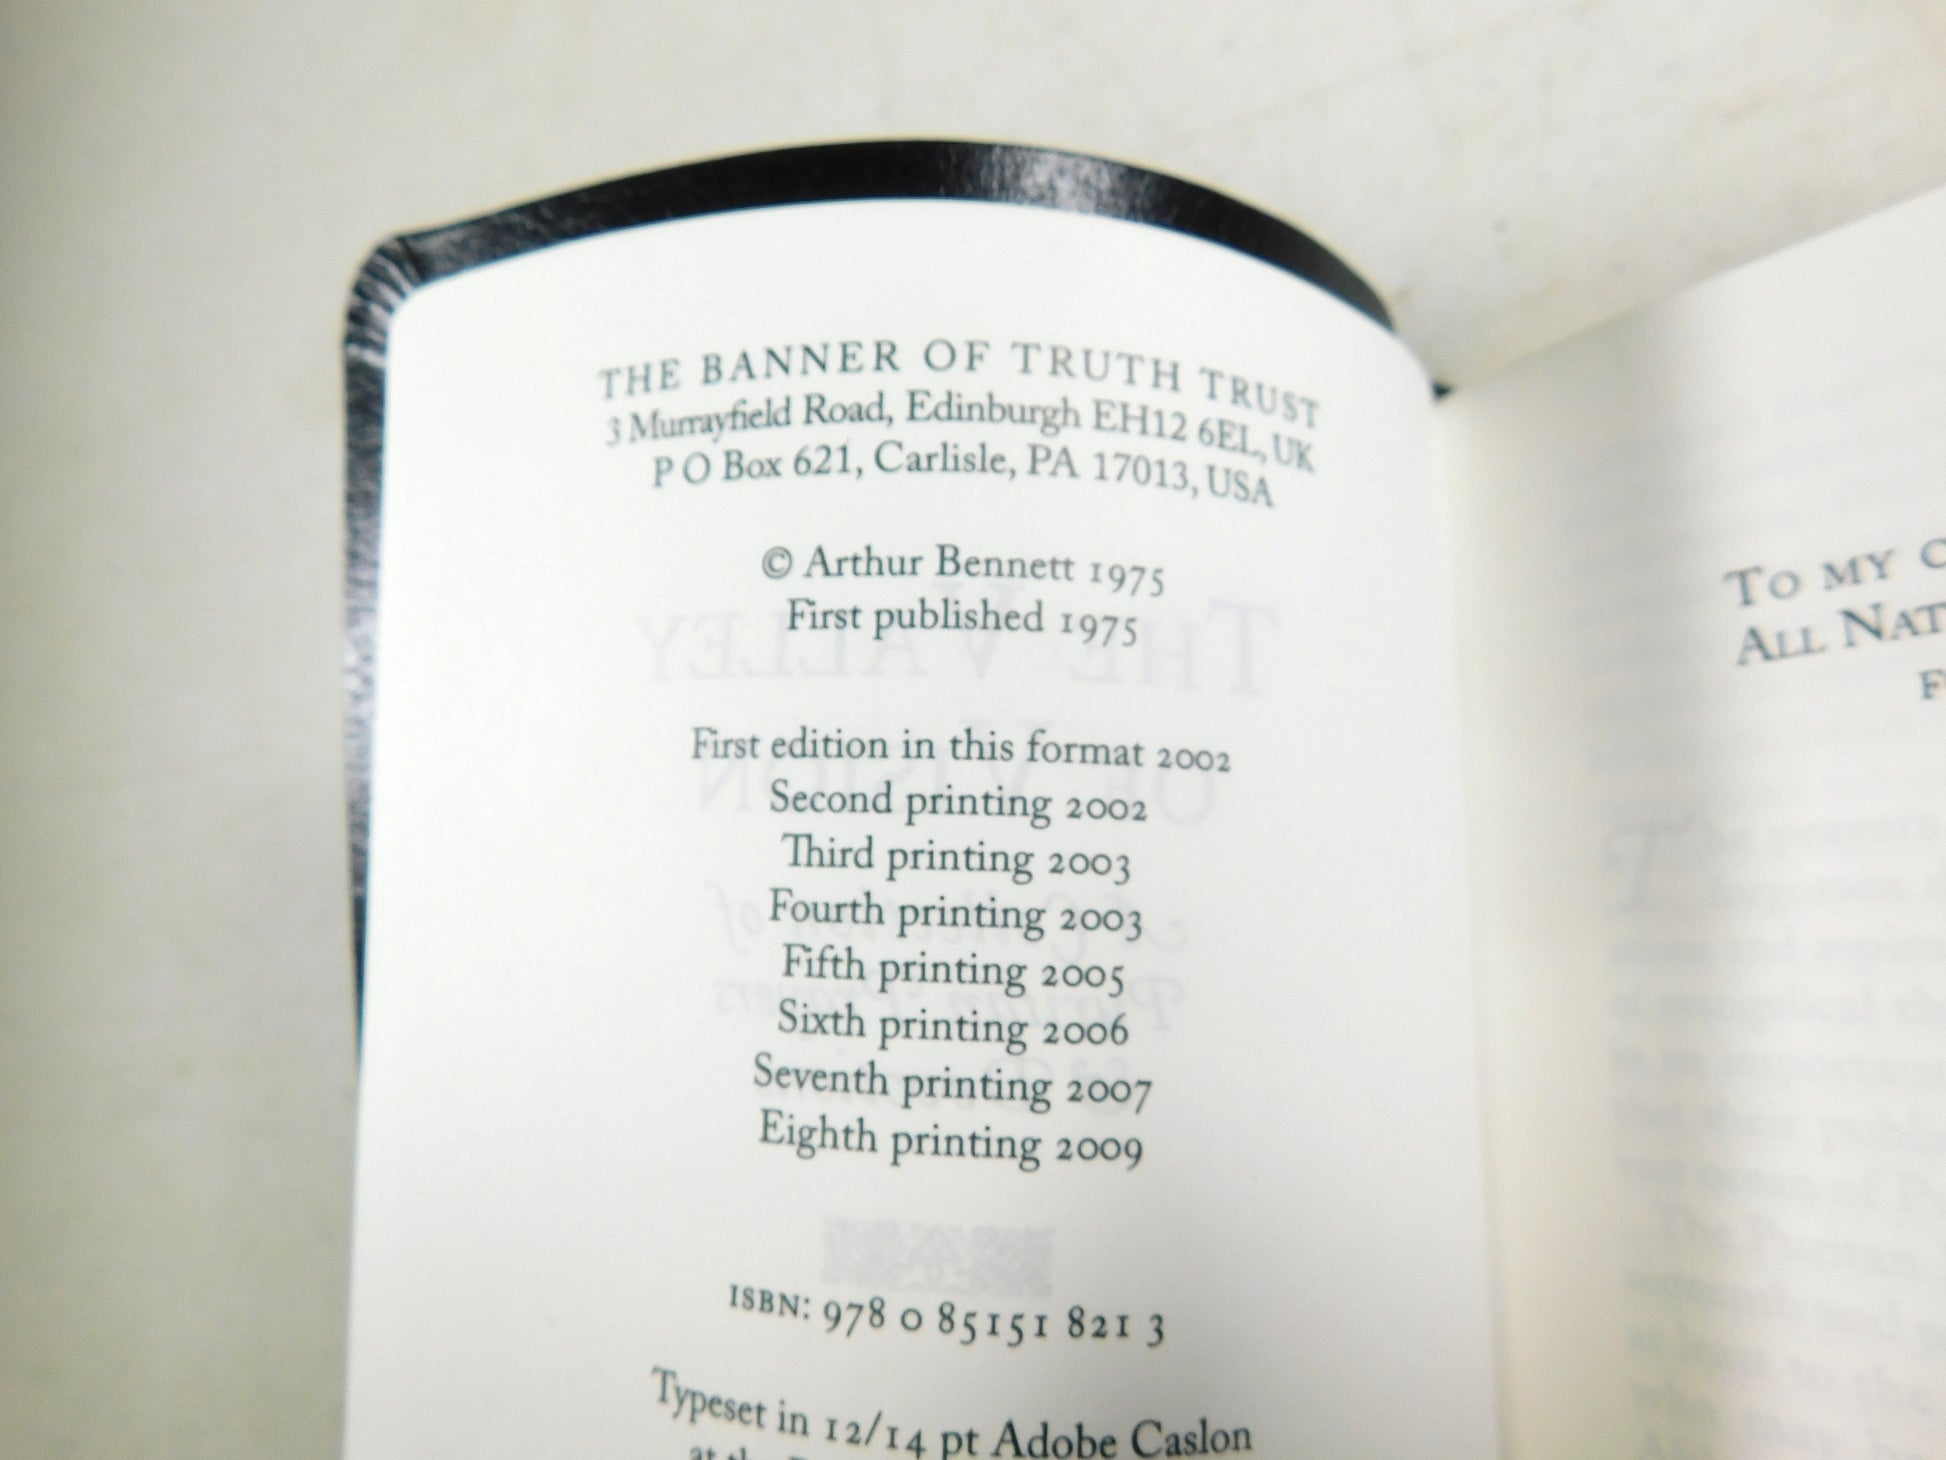 THE BANNER OF TRUTH TRUST
3 Murrayfield Road, Edinburgh EH12 6EL, UK
P O Box 621, Carlisle, PA 17013, USA
© Arthur Bennett 1975
First published 1975
First edition in this format 2002
Second printing 2002
Third printing 2003
Fourth printing 2003
Fifth printing 2005
Sixth printing 2006
Seventh printing 2007
Eighth printing 2009
ISBN: 978 0 85151 821 3
Typeset in 12/14 pt Adobe Caslon
at the
TO MY
ALL